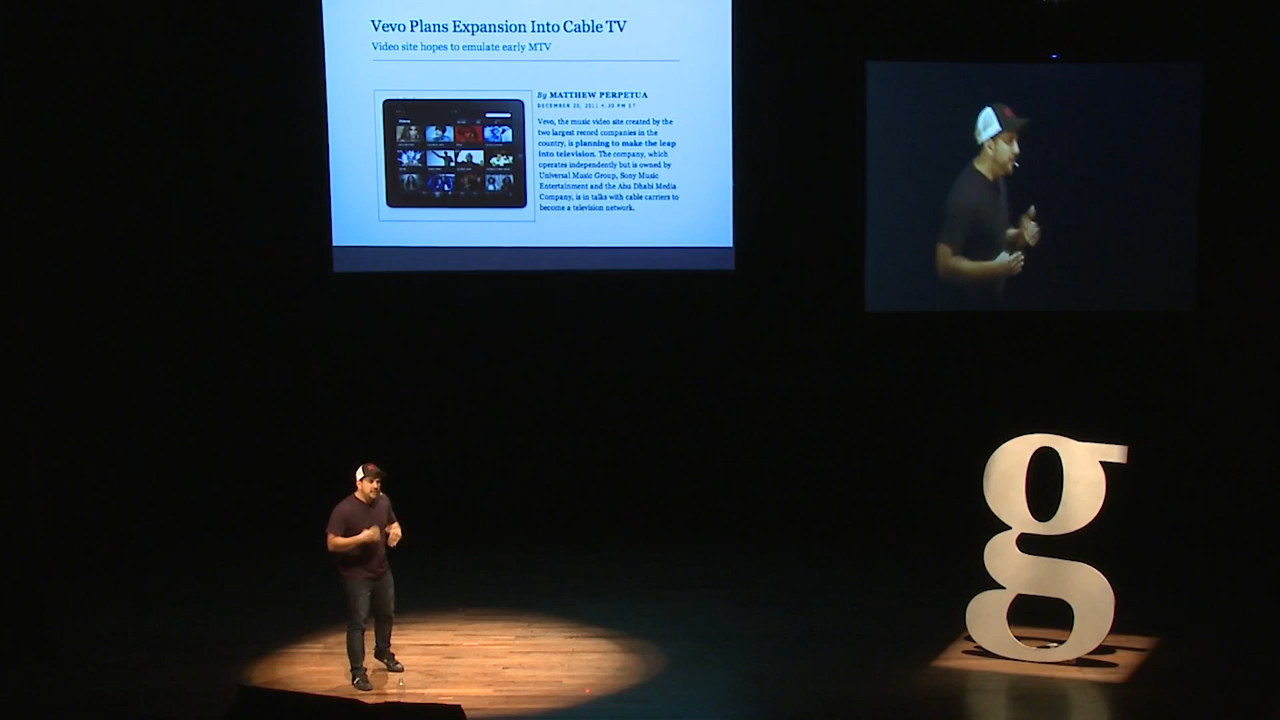 Vevo Plans Expansion Into Cable TV
Video site hopes to emulate early MTV
By MATTHEW PERPETUA
DECEMBER 20, 2011 4:35 PM ET
Vevo, the music video site created by the
two largest record companies in the
country, is planning to make the leap
into television. The company, which
operates independently but is owned by
Universal Music Group, Sony Music
Entertainment and the Abu Dhabi Media
Company, is in talks with cable carriers to
become a television network.
g